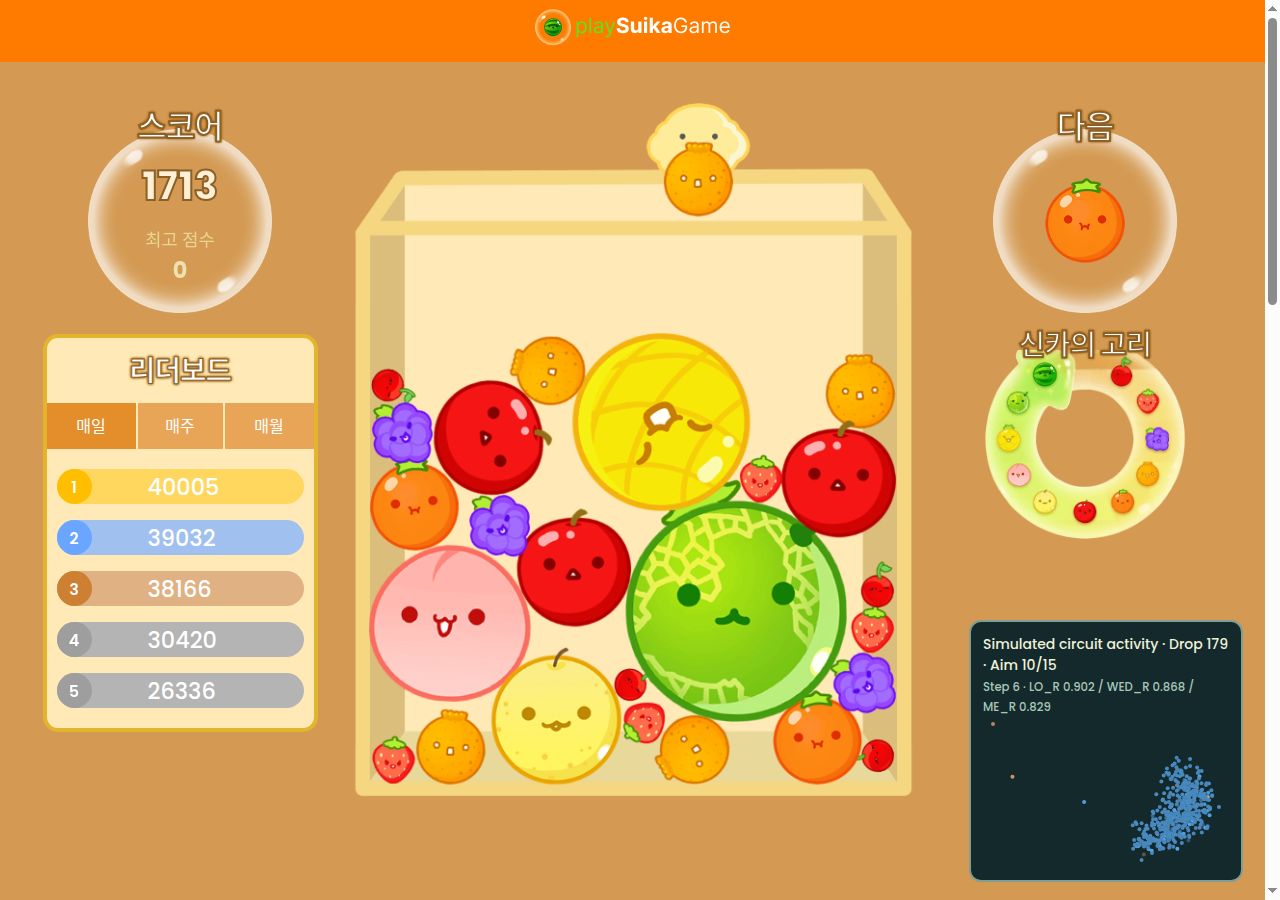 playSuikaGame
스코어
1713
최고 점수
0
다음
신카의 고리
리더보드
매일 매주 매월
1 40005
2 39032
3 38166
4 30420
5 26336
Simulated circuit activity · Drop 179
· Aim 10/15
Step 6 · LO_R 0.902 / WED_R 0.868 /
ME_R 0.829